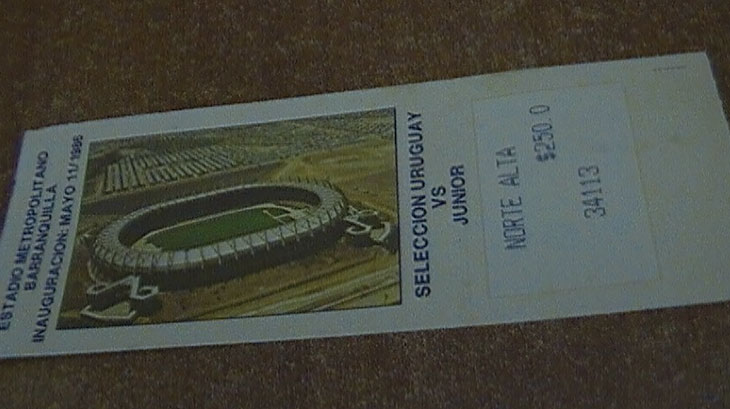 ESTADIO METROPOLITANO
BARRANQUILLA
INAUGURACION: MAYO 11/1986
SELECCION URUGUAY
VS
JUNIOR
NORTE ALTA
$250.0
34113